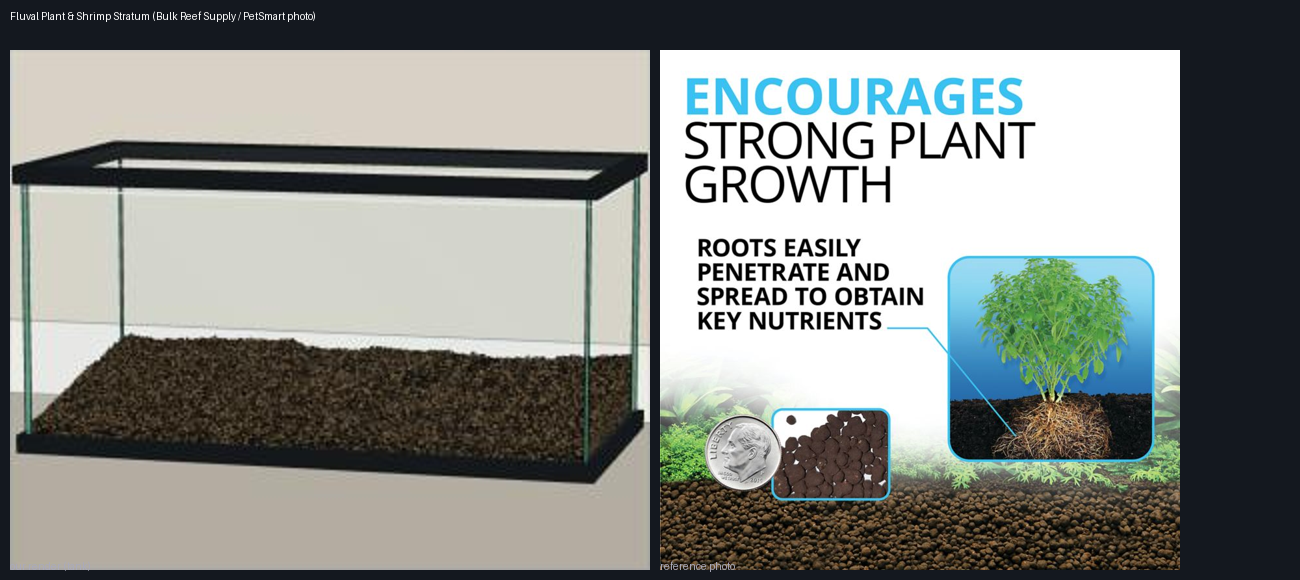 Fluval Plant & Shrimp Stratum (Bulk Reef Supply / PetSmart photo)
ENCOURAGES
STRONG PLANT
GROWTH
ROOTS EASILY
PENETRATE AND
SPREAD TO OBTAIN
KEY NUTRIENTS
LIBERTY
reference photo